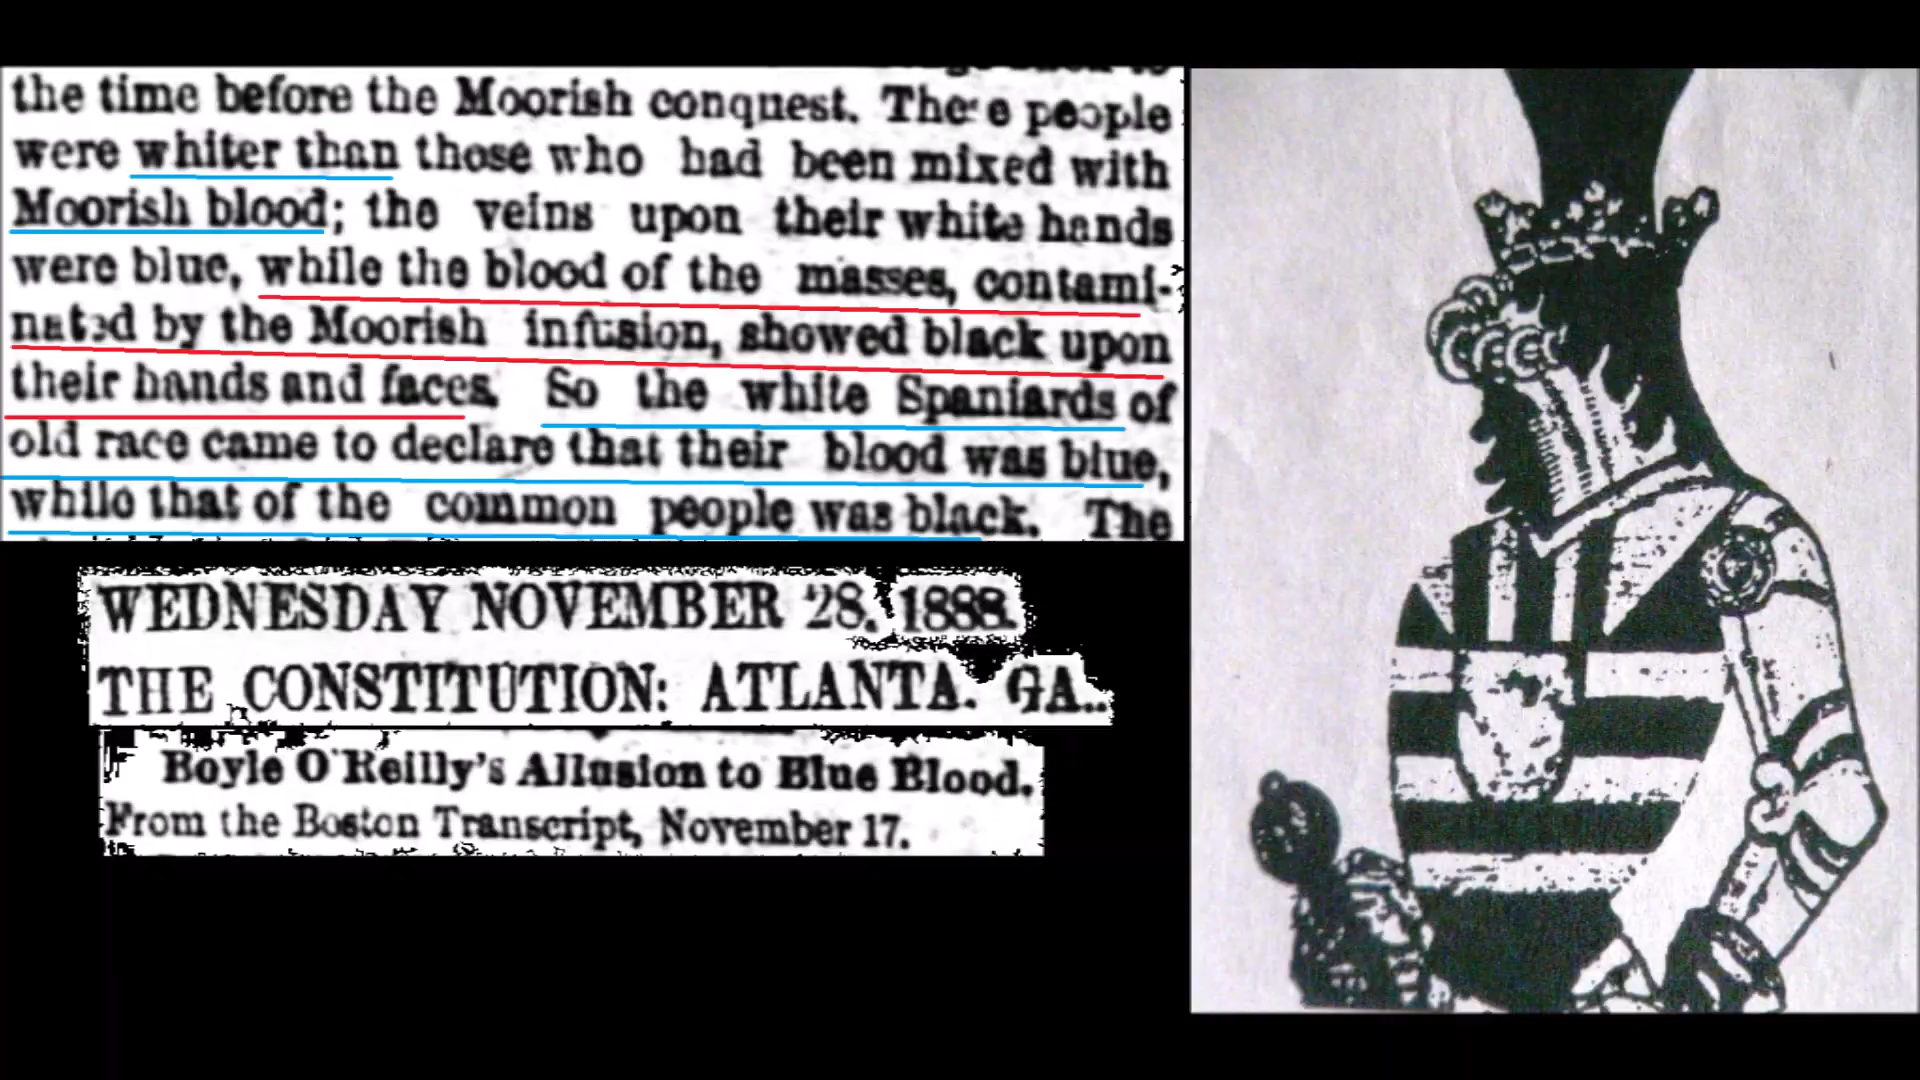 the time before the Moorish conquest. These people
were whiter than those who had been mixed with
Moorish blood; the veins upon their white hands
were blue, while the blood of the masses, contami-
nated by the Moorish infusion, showed black upon
their hands and faces. So the white Spaniards of
old race came to declare that their blood was blue,
while that of the common people was black. The
WEDNESDAY NOVEMBER 28, 1888.
THE CONSTITUTION: ATLANTA. GA..
Boyle O'Reilly's Allusion to Blue Blood.
From the Boston Transcript, November 17.